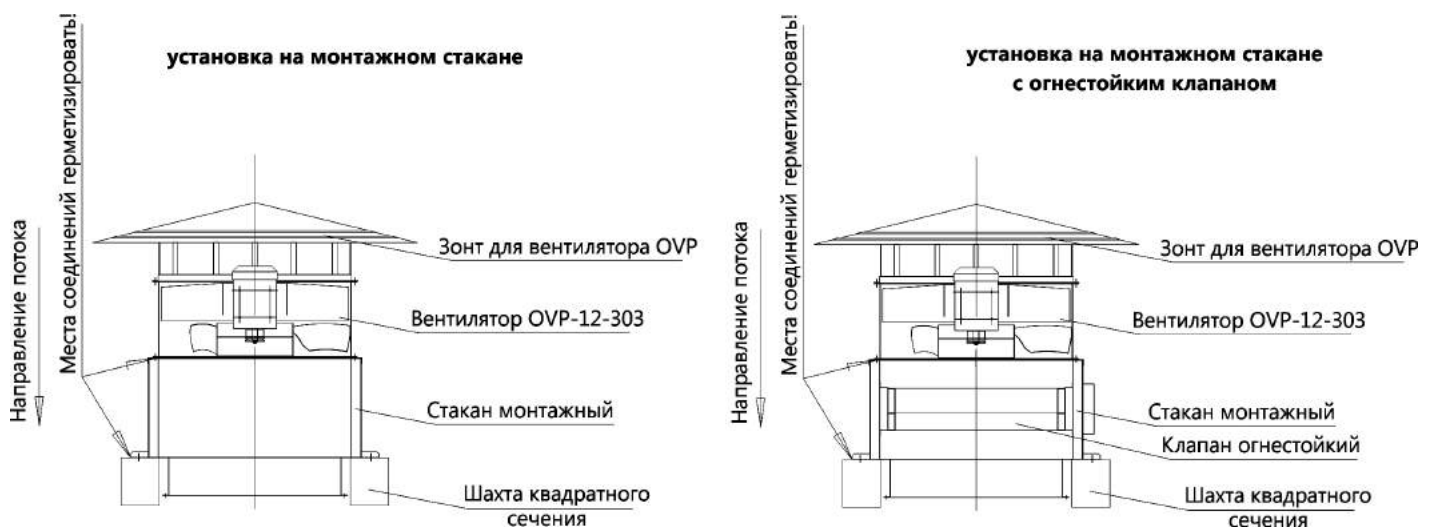 установка на монтажном стакане
Места соединений герметизировать!
Направление потока
Зонт для вентилятора OVP
Вентилятор OVP-12-303
Стакан монтажный
Шахта квадратного
сечения
установка на монтажном стакане
с огнестойким клапаном
Места соединений герметизировать!
Направление потока
Зонт для вентилятора OVP
Вентилятор OVP-12-303
Стакан монтажный
Клапан огнестойкий
Шахта квадратного
сечения